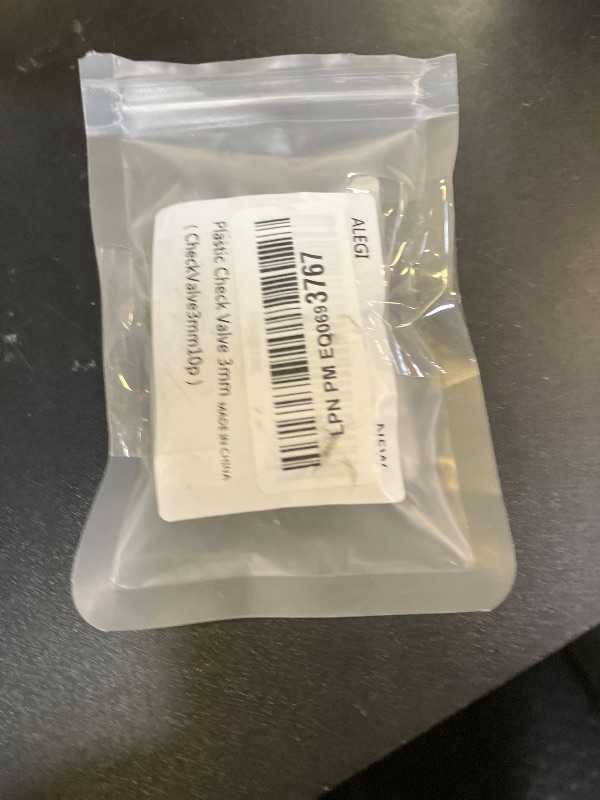 ALEGI
NEW
LPN PM EQ0693767
Plastic Check Valve 3mm MADE IN CHINA
( CheckValve3mm10p )